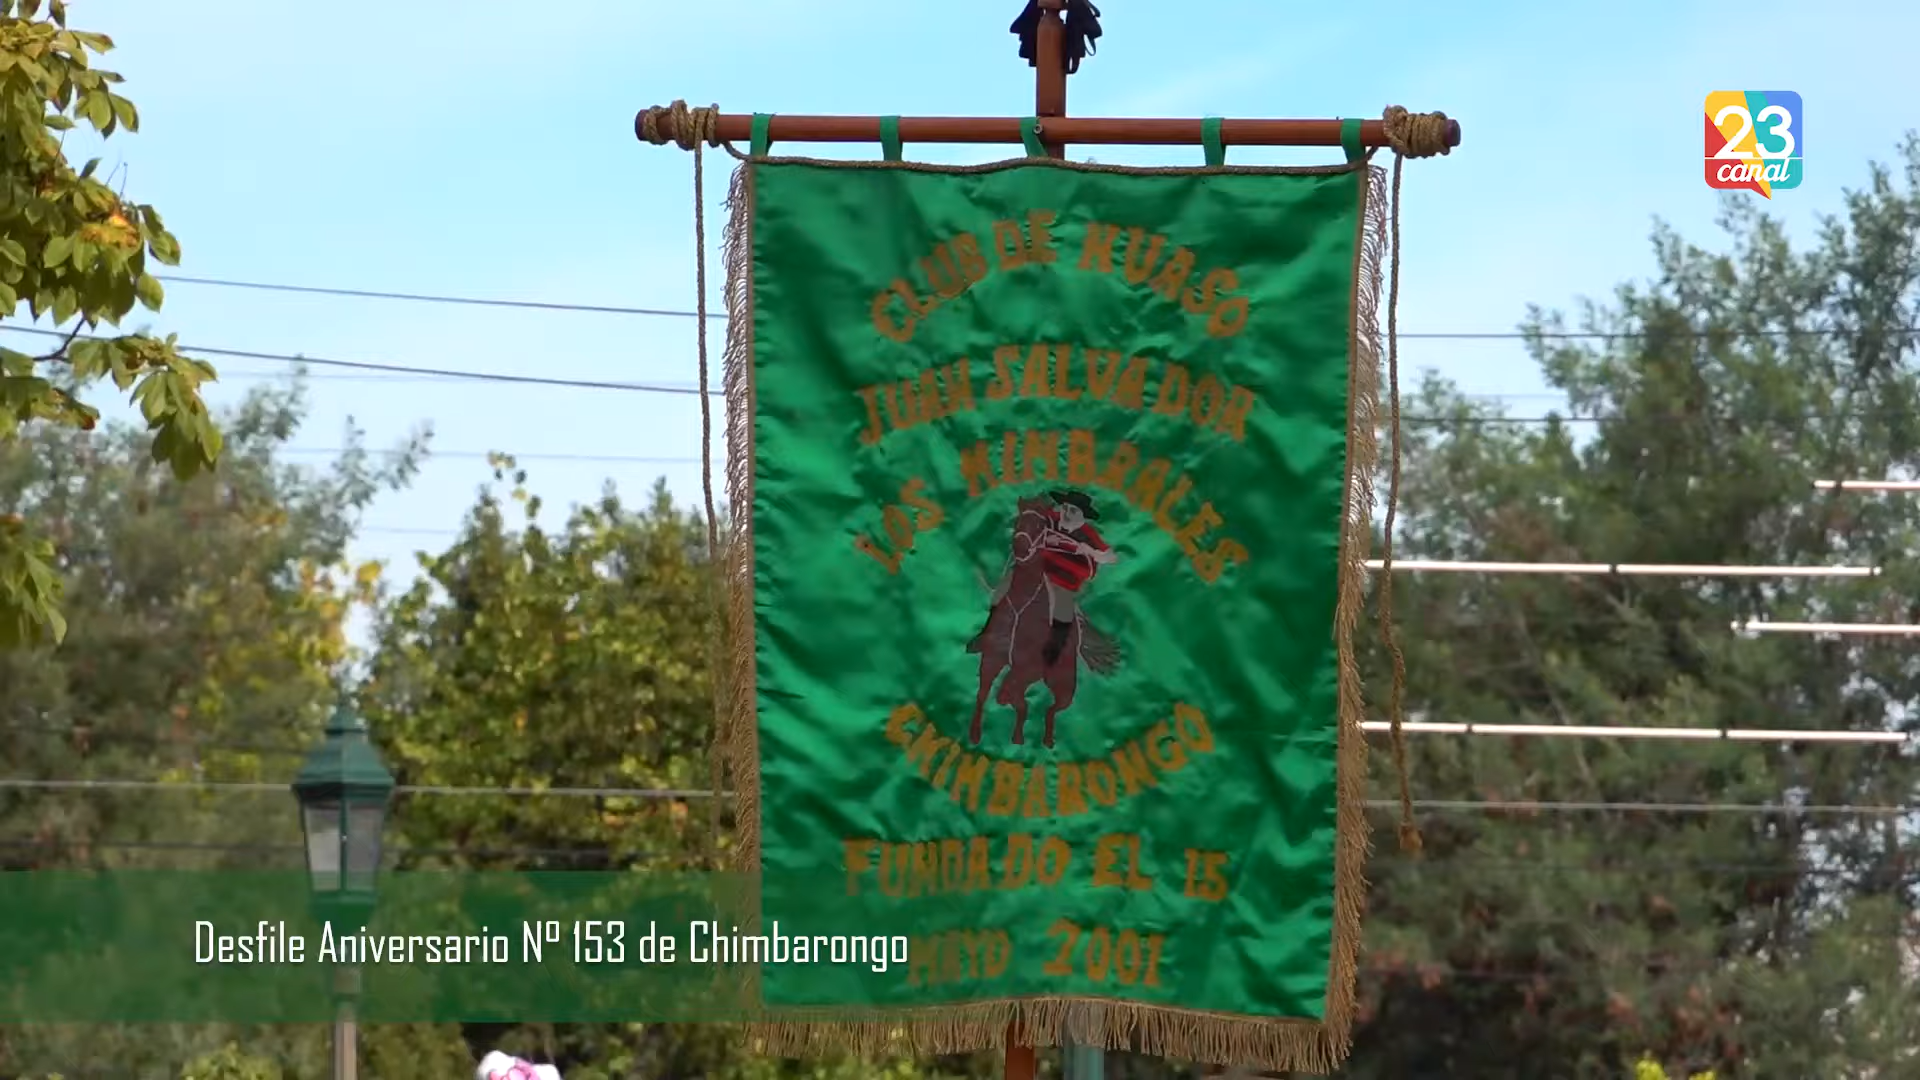 23
canal
CLUB DE HUASO
JUAN SALVADOR
LOS MIMBRALES
CHIMBARONGO
FUNDADO EL 15
MAYO 2001
Desfile Aniversario Nº 153 de Chimbarongo